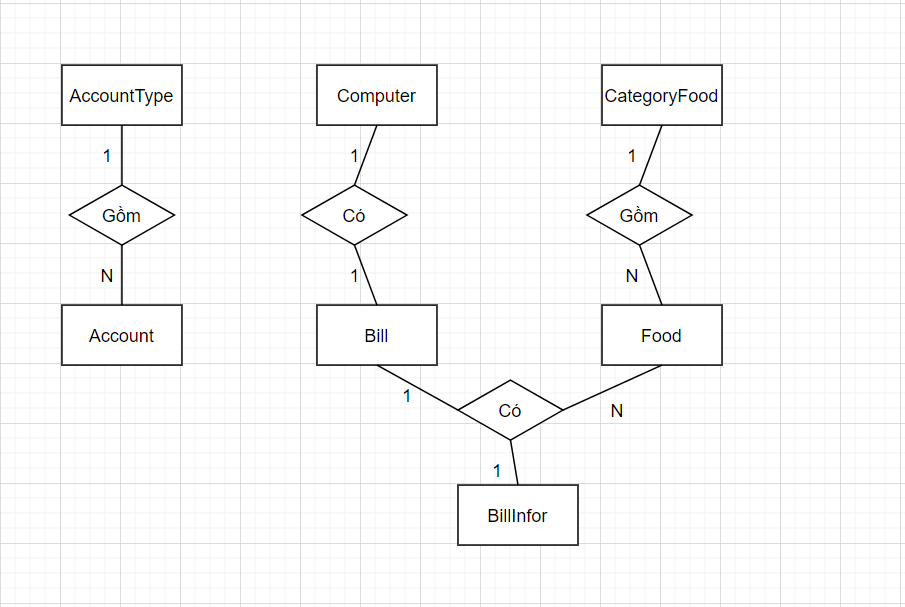 AccountType
Computer
CategoryFood
1
1
1
Gồm
Có
Gồm
N
1
N
Account
Bill
Food
1
Có
N
1
BillInfor